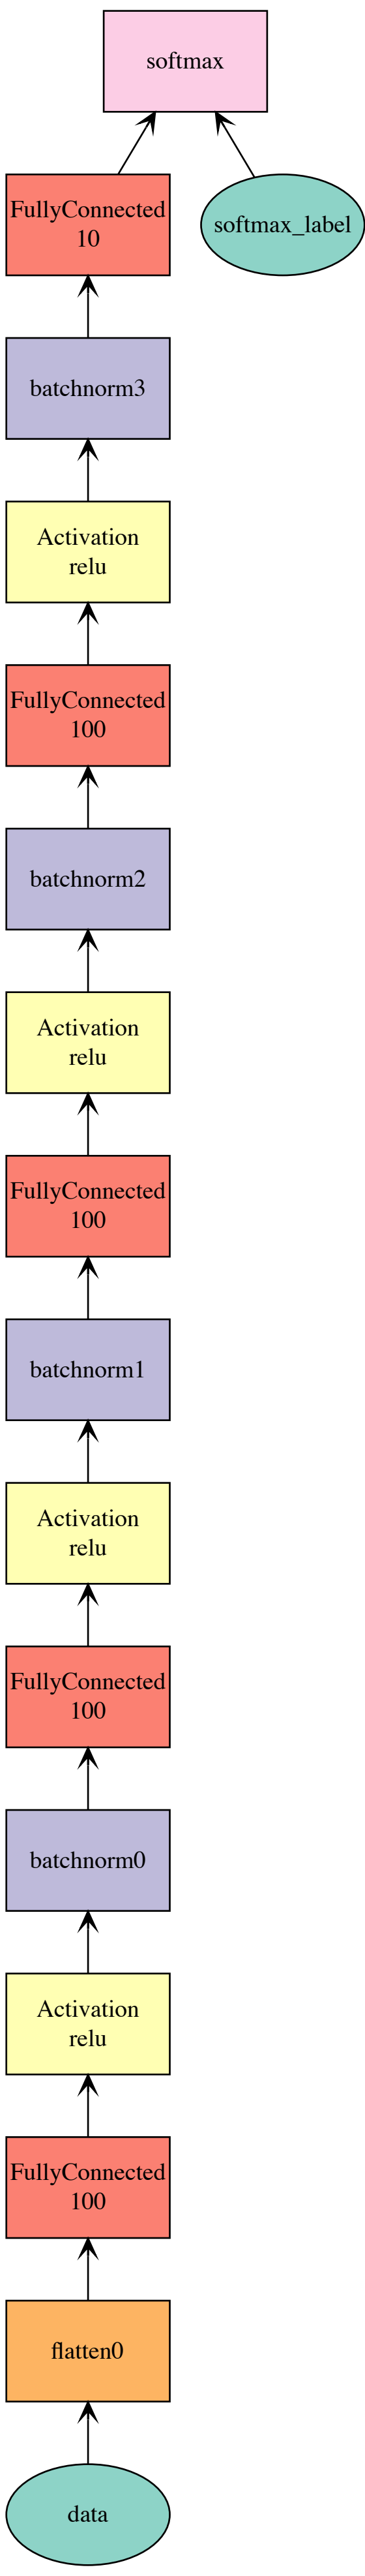 softmax
FullyConnected
10
softmax_label
batchnorm3
Activation
relu
FullyConnected
100
batchnorm2
Activation
relu
FullyConnected
100
batchnorm1
Activation
relu
FullyConnected
100
batchnorm0
Activation
relu
FullyConnected
100
flatten0
data